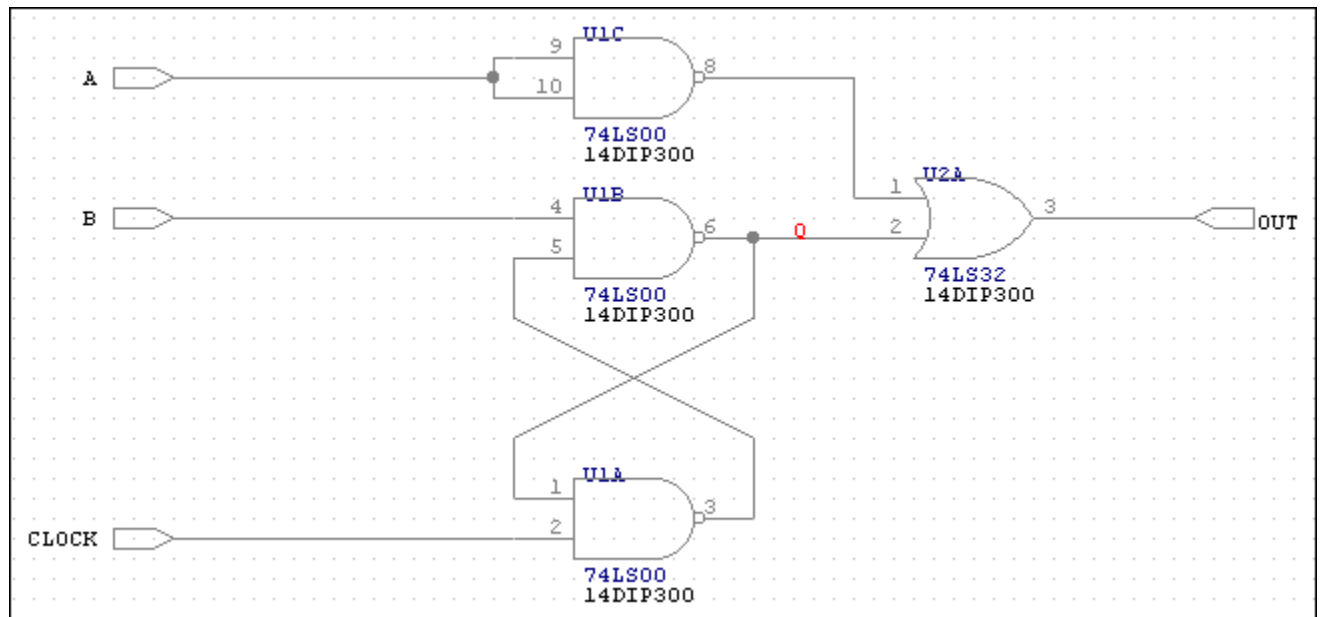 U1C
9
8
A
10
74LS00
14DIP300
U2A
U1B
1
4
6
3
B
Q
2
OUT
5
74LS32
74LS00
14DIP300
14DIP300
U1A
1
3
2
CLOCK
74LS00
14DIP300